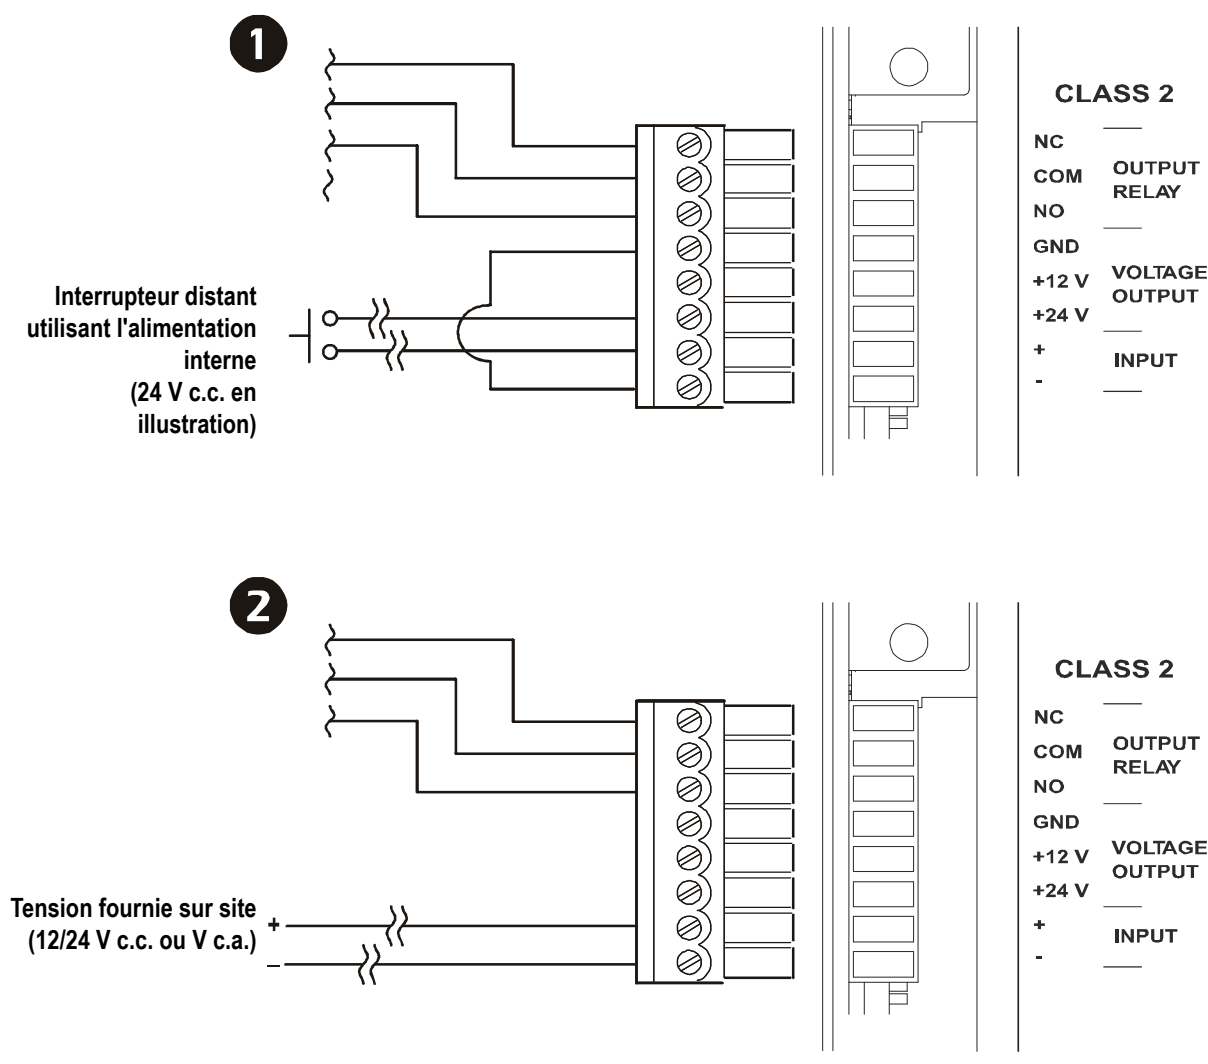 1
CLASS 2
NC
COM
NO
OUTPUT
RELAY
GND
+12 V
+24 V
VOLTAGE
OUTPUT
+
-
INPUT
Interrupteur distant
utilisant l'alimentation
interne
(24 V c.c. en
illustration)
2
CLASS 2
NC
COM
NO
OUTPUT
RELAY
GND
+12 V
+24 V
VOLTAGE
OUTPUT
+
-
INPUT
Tension fournie sur site
(12/24 V c.c. ou V c.a.)
+
–